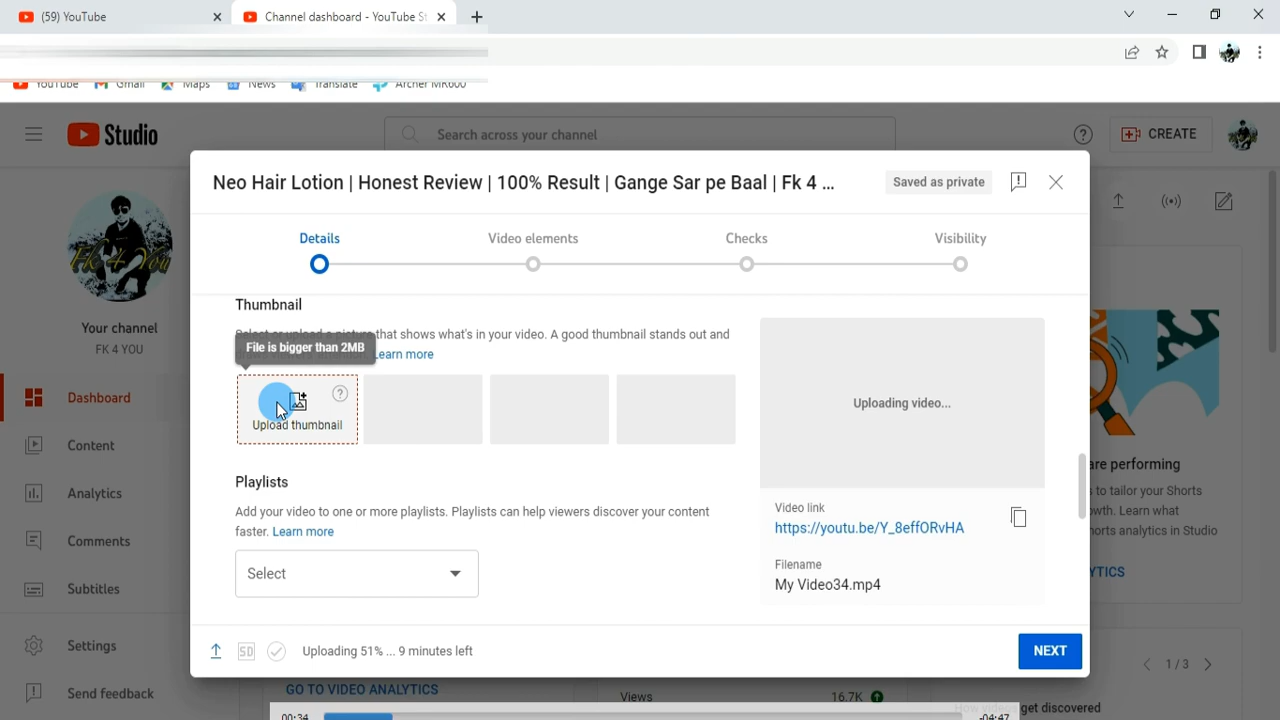 (59) YouTube
Channel dashboard - YouTube St
YouTube
Gmail
Maps
News
Translate
Archer MR600
Studio
Search across your channel
CREATE
Neo Hair Lotion | Honest Review | 100% Result | Gange Sar pe Baal | Fk 4 ...
Saved as private
Details
Video elements
Checks
Visibility
Fk 4 You
Your channel
FK 4 YOU
Dashboard
Content
Analytics
Comments
Subtitles
Settings
Send feedback
Thumbnail
Select or upload a picture that shows what's in your video. A good thumbnail stands out and
Learn more
File is bigger than 2MB
Upload thumbnail
Playlists
Add your video to one or more playlists. Playlists can help viewers discover your content
faster. Learn more
Select
Uploading video...
Video link
https://youtu.be/Y_8effORvHA
Filename
My Video34.mp4
SD
Uploading 51% ... 9 minutes left
NEXT
are performing
s to tailor your Shorts
wth. Learn what
horts analytics in Studio
YTICS
1 / 3
GO TO VIDEO ANALYTICS
Views
16.7K
How videos get discovered
00:34
-04:47